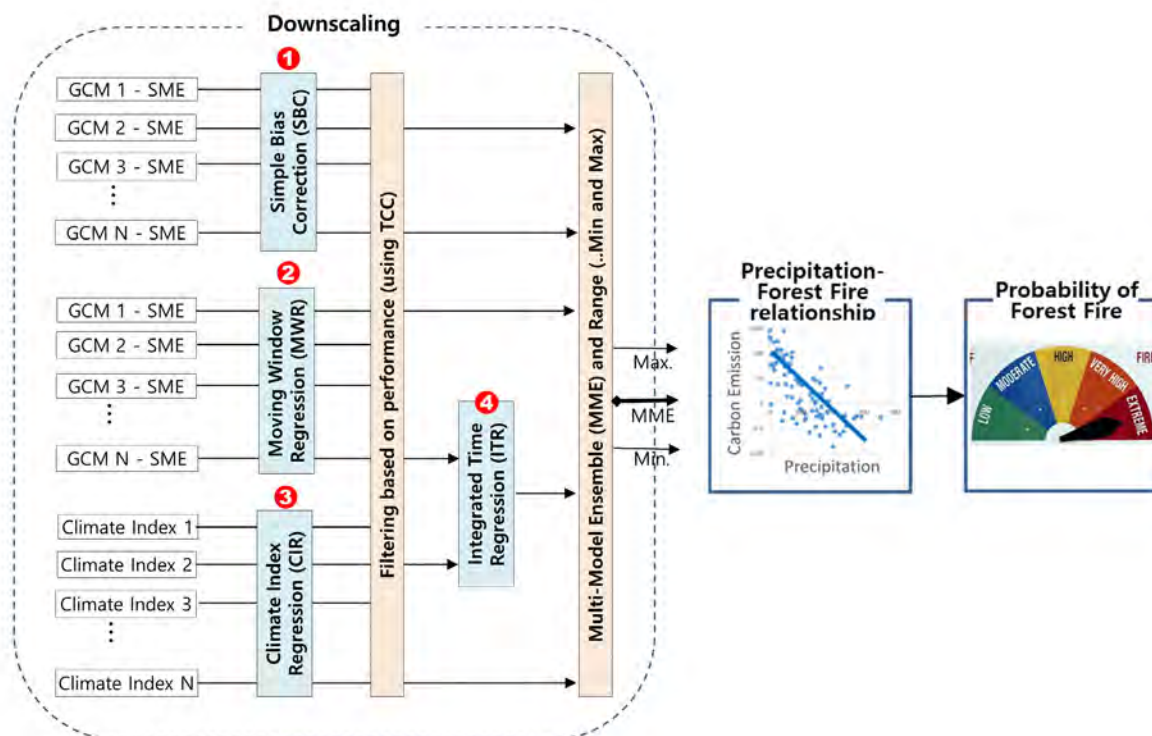 Downscaling
1
GCM 1 - SME
GCM 2 - SME
GCM 3 - SME
GCM N - SME
Simple Bias
Correction (SBC)
2
GCM 1 - SME
GCM 2 - SME
GCM 3 - SME
GCM N - SME
Moving Window
Regression (MWR)
3
Climate Index 1
Climate Index 2
Climate Index 3
Climate Index N
Climate Index
Regression (CIR)
Filtering based on performance (using TCC)
4
Integrated Time
Regression (ITR)
Multi-Model Ensemble (MME) and Range (..Min and Max)
Max.
MME
Min.
Precipitation-
Forest Fire
relationship
Carbon Emission
Precipitation
Probability of
Forest Fire
F
FIRE
LOW
MODERATE
HIGH
VERY HIGH
EXTREME